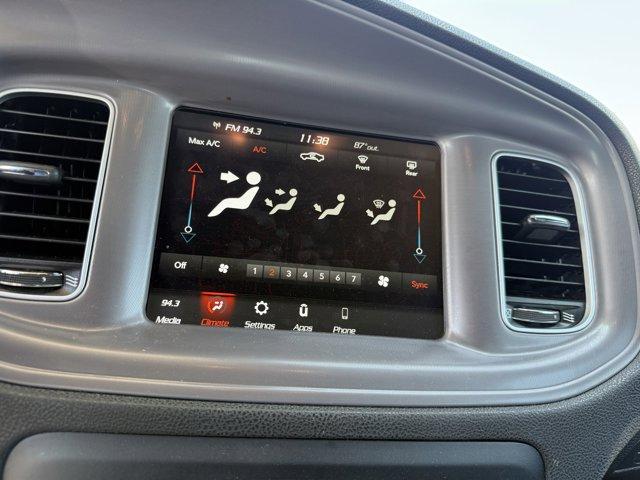 FM 94.3 11:38 87°out.
Max A/C A/C Front Rear
Off 1 2 3 4 5 6 7 Sync
94.3
Media Climate Settings Apps Phone